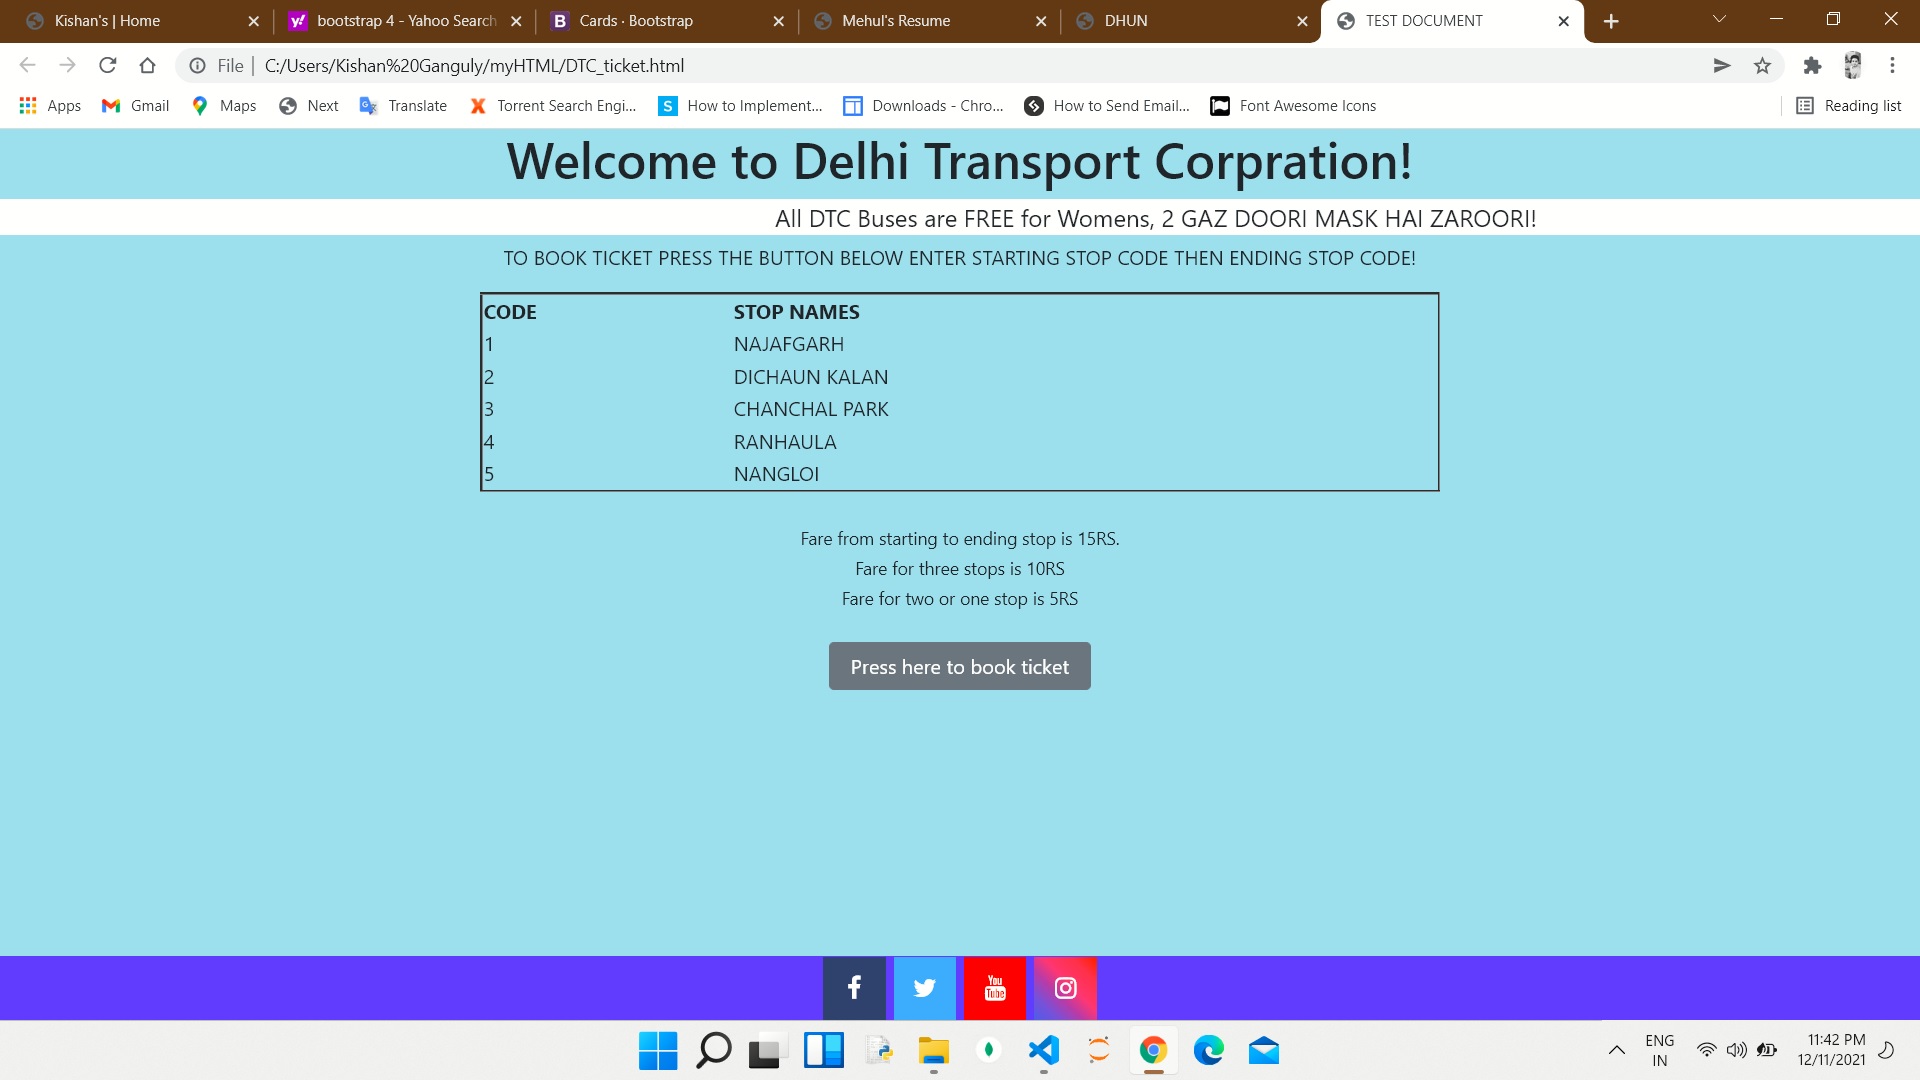 Kishan's | Home
bootstrap 4 - Yahoo Search
Cards · Bootstrap
Mehul's Resume
DHUN
TEST DOCUMENT
File | C:/Users/Kishan%20Ganguly/myHTML/DTC_ticket.html
Apps
Gmail
Maps
Next
Translate
Torrent Search Engi...
How to Implement...
Downloads - Chro...
How to Send Email...
Font Awesome Icons
Reading list
Welcome to Delhi Transport Corpration!
All DTC Buses are FREE for Womens, 2 GAZ DOORI MASK HAI ZAROORI!
TO BOOK TICKET PRESS THE BUTTON BELOW ENTER STARTING STOP CODE THEN ENDING STOP CODE!
CODE STOP NAMES
1 NAJAFGARH
2 DICHAUN KALAN
3 CHANCHAL PARK
4 RANHAULA
5 NANGLOI
Fare from starting to ending stop is 15RS.
Fare for three stops is 10RS
Fare for two or one stop is 5RS
Press here to book ticket
You
Tube
ENG
IN
11:42 PM
12/11/2021